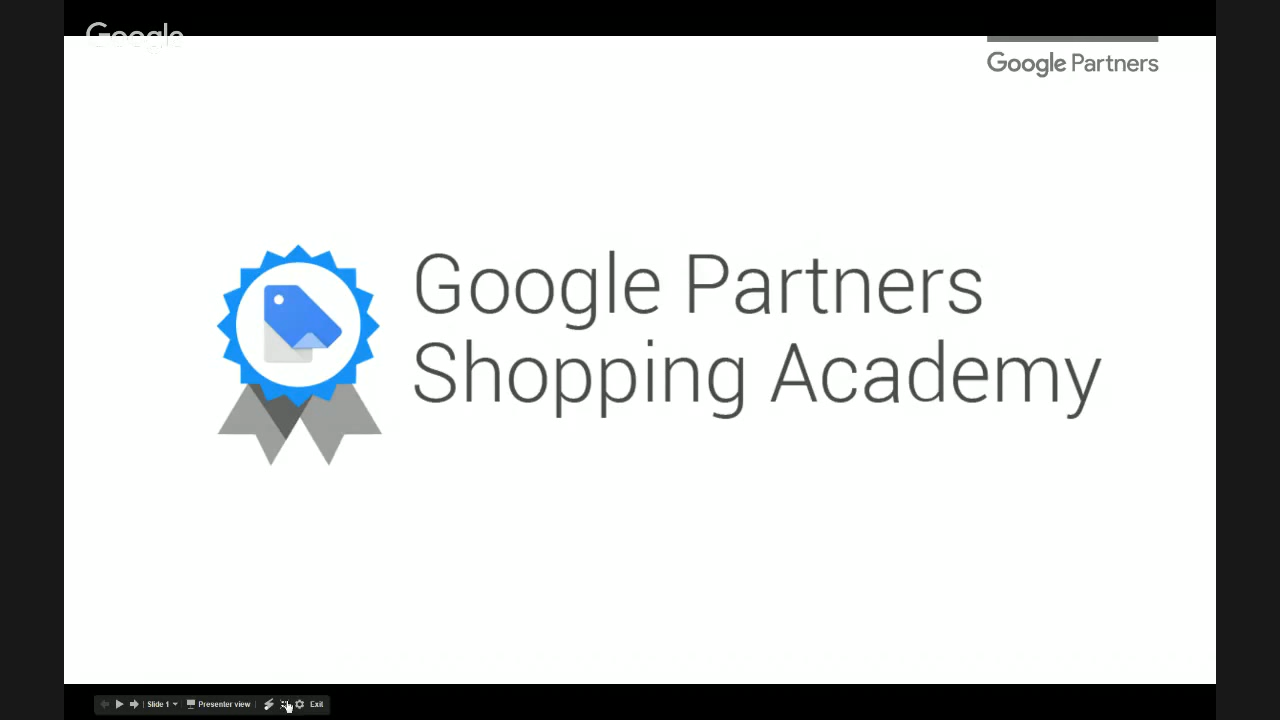 Google
Google Partners
Google Partners
Shopping Academy
Slide 1
Presenter view
Exit